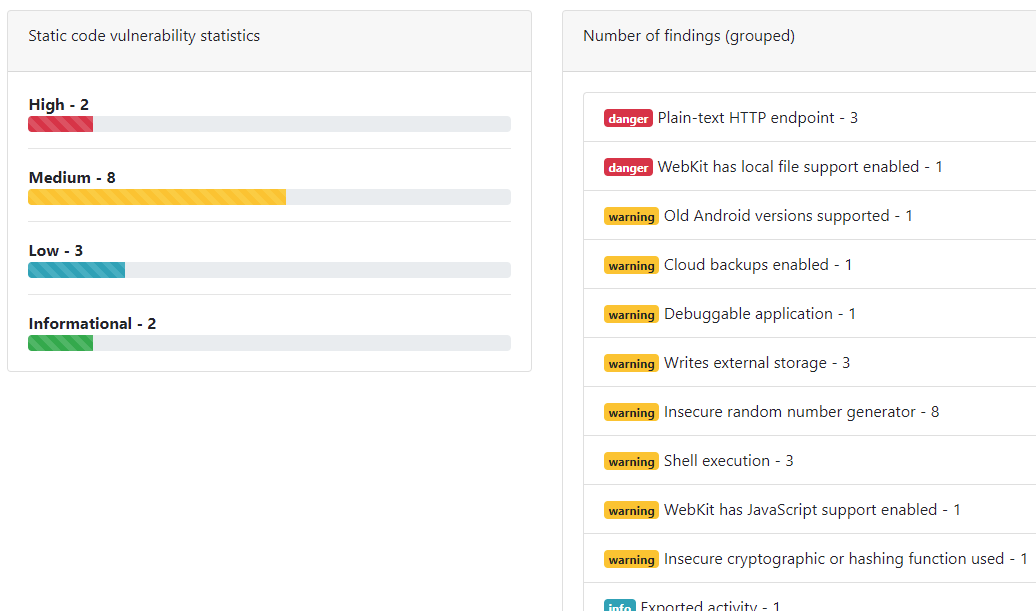 Static code vulnerability statistics
High - 2
Medium - 8
Low - 3
Informational - 2
Number of findings (grouped)
danger Plain-text HTTP endpoint - 3
danger WebKit has local file support enabled - 1
warning Old Android versions supported - 1
warning Cloud backups enabled - 1
warning Debuggable application - 1
warning Writes external storage - 3
warning Insecure random number generator - 8
warning Shell execution - 3
warning WebKit has JavaScript support enabled - 1
warning Insecure cryptographic or hashing function used - 1
info Exported activity - 1